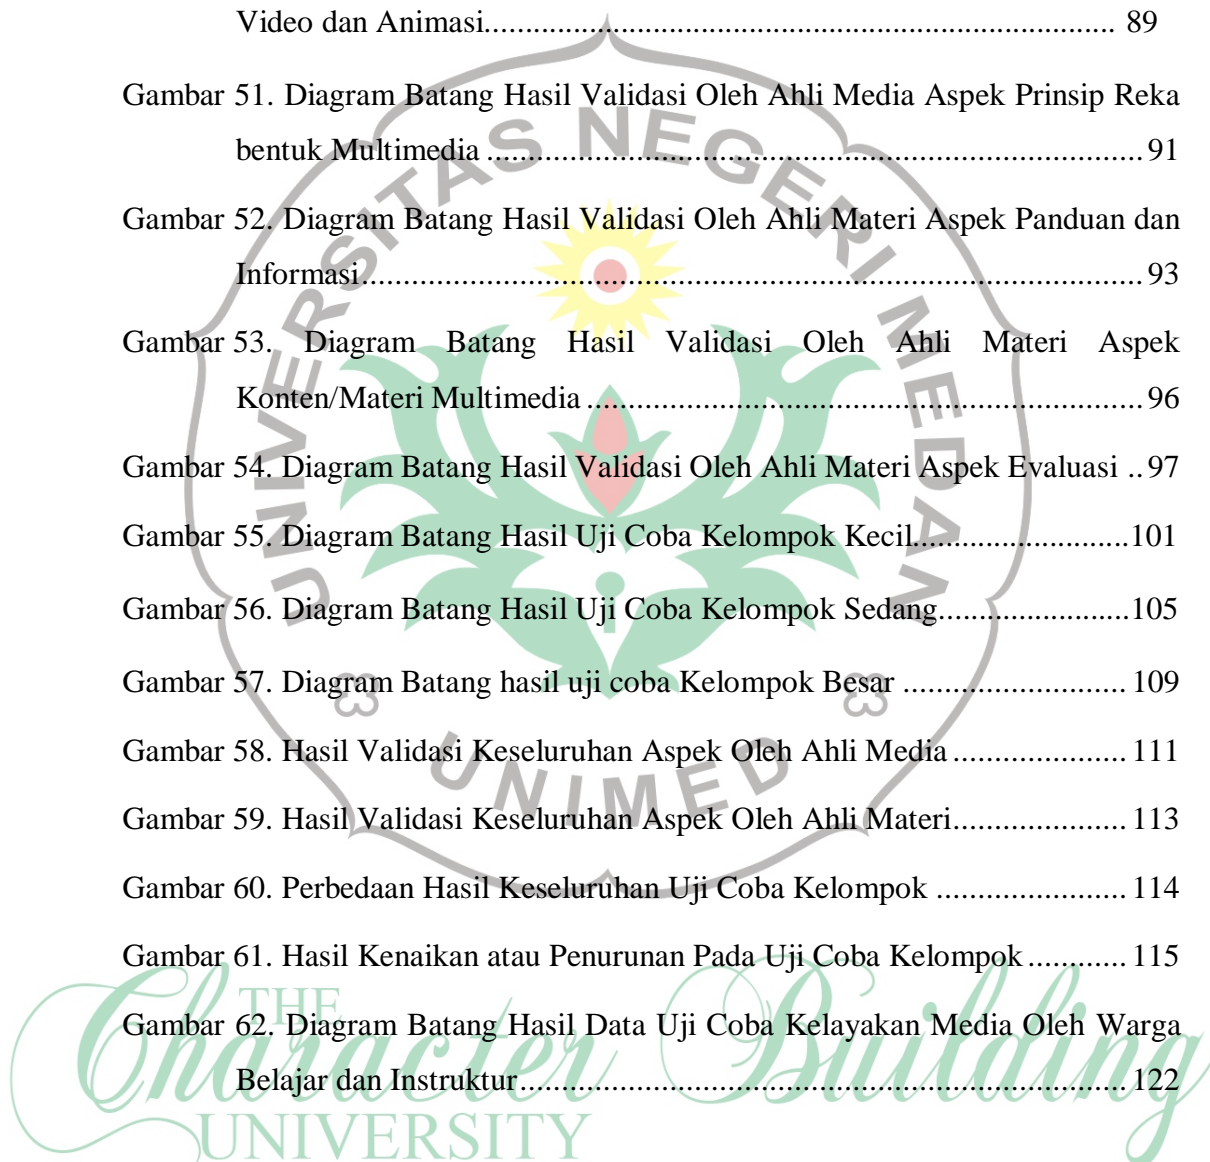 Video dan Animasi............................................................................. 89
Gambar 51. Diagram Batang Hasil Validasi Oleh Ahli Media Aspek Prinsip Reka
bentuk Multimedia ................................................................................ 91
Gambar 52. Diagram Batang Hasil Validasi Oleh Ahli Materi Aspek Panduan dan
Informasi............................................................................................... 93
Gambar 53. Diagram Batang Hasil Validasi Oleh Ahli Materi Aspek
Konten/Materi Multimedia .................................................................... 96
Gambar 54. Diagram Batang Hasil Validasi Oleh Ahli Materi Aspek Evaluasi .. 97
Gambar 55. Diagram Batang Hasil Uji Coba Kelompok Kecil..........................101
Gambar 56. Diagram Batang Hasil Uji Coba Kelompok Sedang.......................105
Gambar 57. Diagram Batang hasil uji coba Kelompok Besar ........................... 109
Gambar 58. Hasil Validasi Keseluruhan Aspek Oleh Ahli Media ..................... 111
Gambar 59. Hasil Validasi Keseluruhan Aspek Oleh Ahli Materi..................... 113
Gambar 60. Perbedaan Hasil Keseluruhan Uji Coba Kelompok ....................... 114
Gambar 61. Hasil Kenaikan atau Penurunan Pada Uji Coba Kelompok ............ 115
Gambar 62. Diagram Batang Hasil Data Uji Coba Kelayakan Media Oleh Warga
Belajar dan Instruktur.......................................................................... 122
UNIVERSITAS NEGERI MEDAN
UNIMED
THE
Character Building
UNIVERSITY